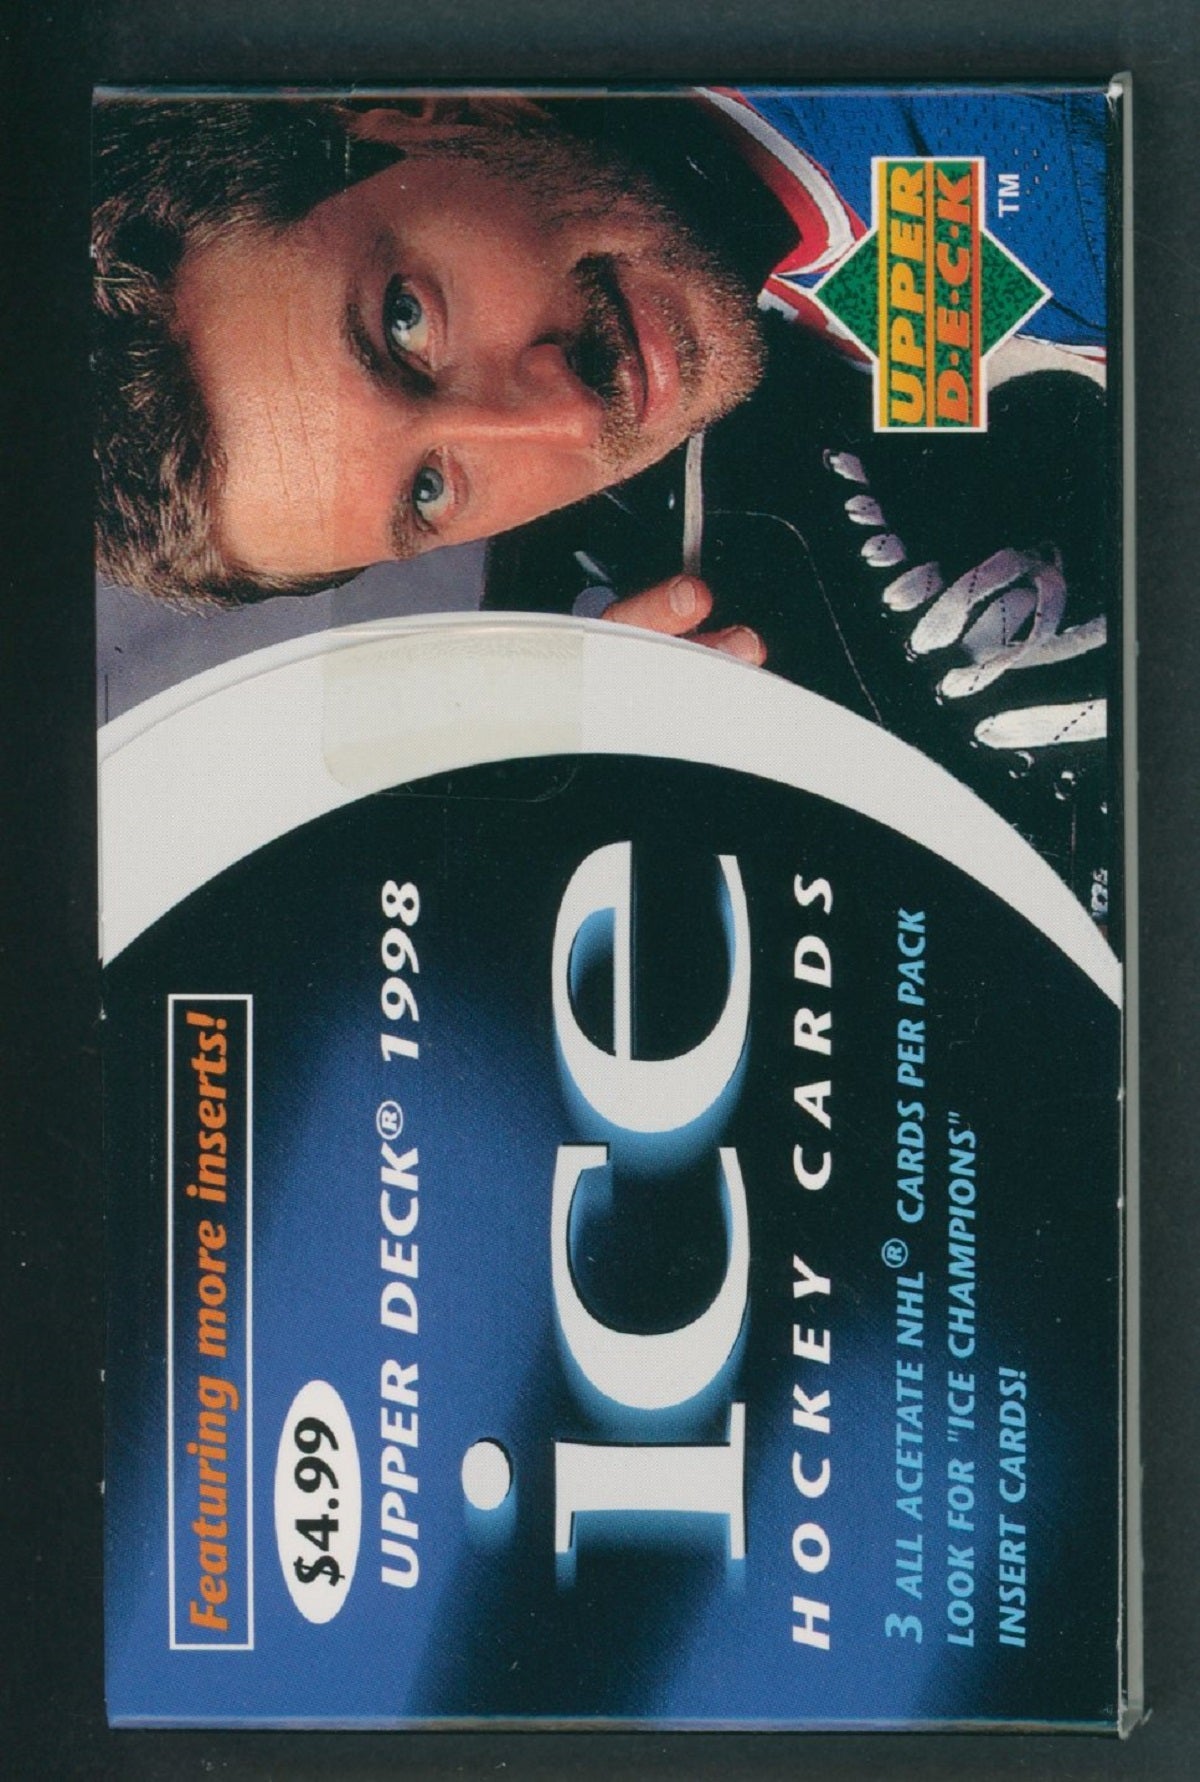 Featuring more inserts!
$4.99
UPPER DECK® 1998
ice
HOCKEY CARDS
3 ALL ACETATE NHL® CARDS PER PACK
LOOK FOR "ICE CHAMPIONS"
INSERT CARDS!
UPPER
D·E·C·K
TM